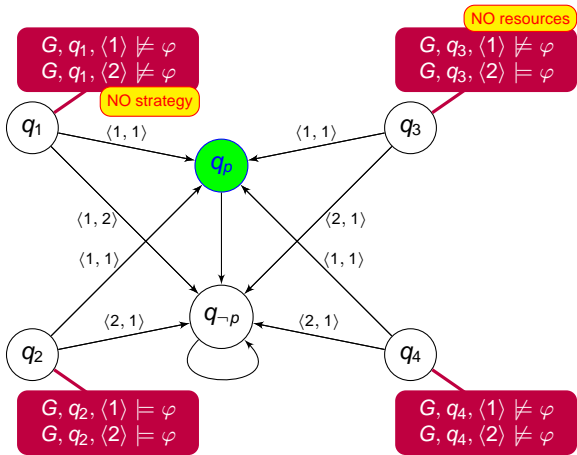 NO resources
G, q₁, ⟨1⟩ ⊭ φ
G, q₁, ⟨2⟩ ⊭ φ
G, q₃, ⟨1⟩ ⊭ φ
G, q₃, ⟨2⟩ ⊨ φ
NO strategy
q₁
q₃
⟨1, 1⟩
⟨1, 1⟩
qₚ
⟨1, 2⟩
⟨2, 1⟩
⟨1, 1⟩
⟨1, 1⟩
q¬ₚ
⟨2, 1⟩
⟨2, 1⟩
q₂
q₄
G, q₂, ⟨1⟩ ⊨ φ
G, q₂, ⟨2⟩ ⊨ φ
G, q₄, ⟨1⟩ ⊭ φ
G, q₄, ⟨2⟩ ⊭ φ